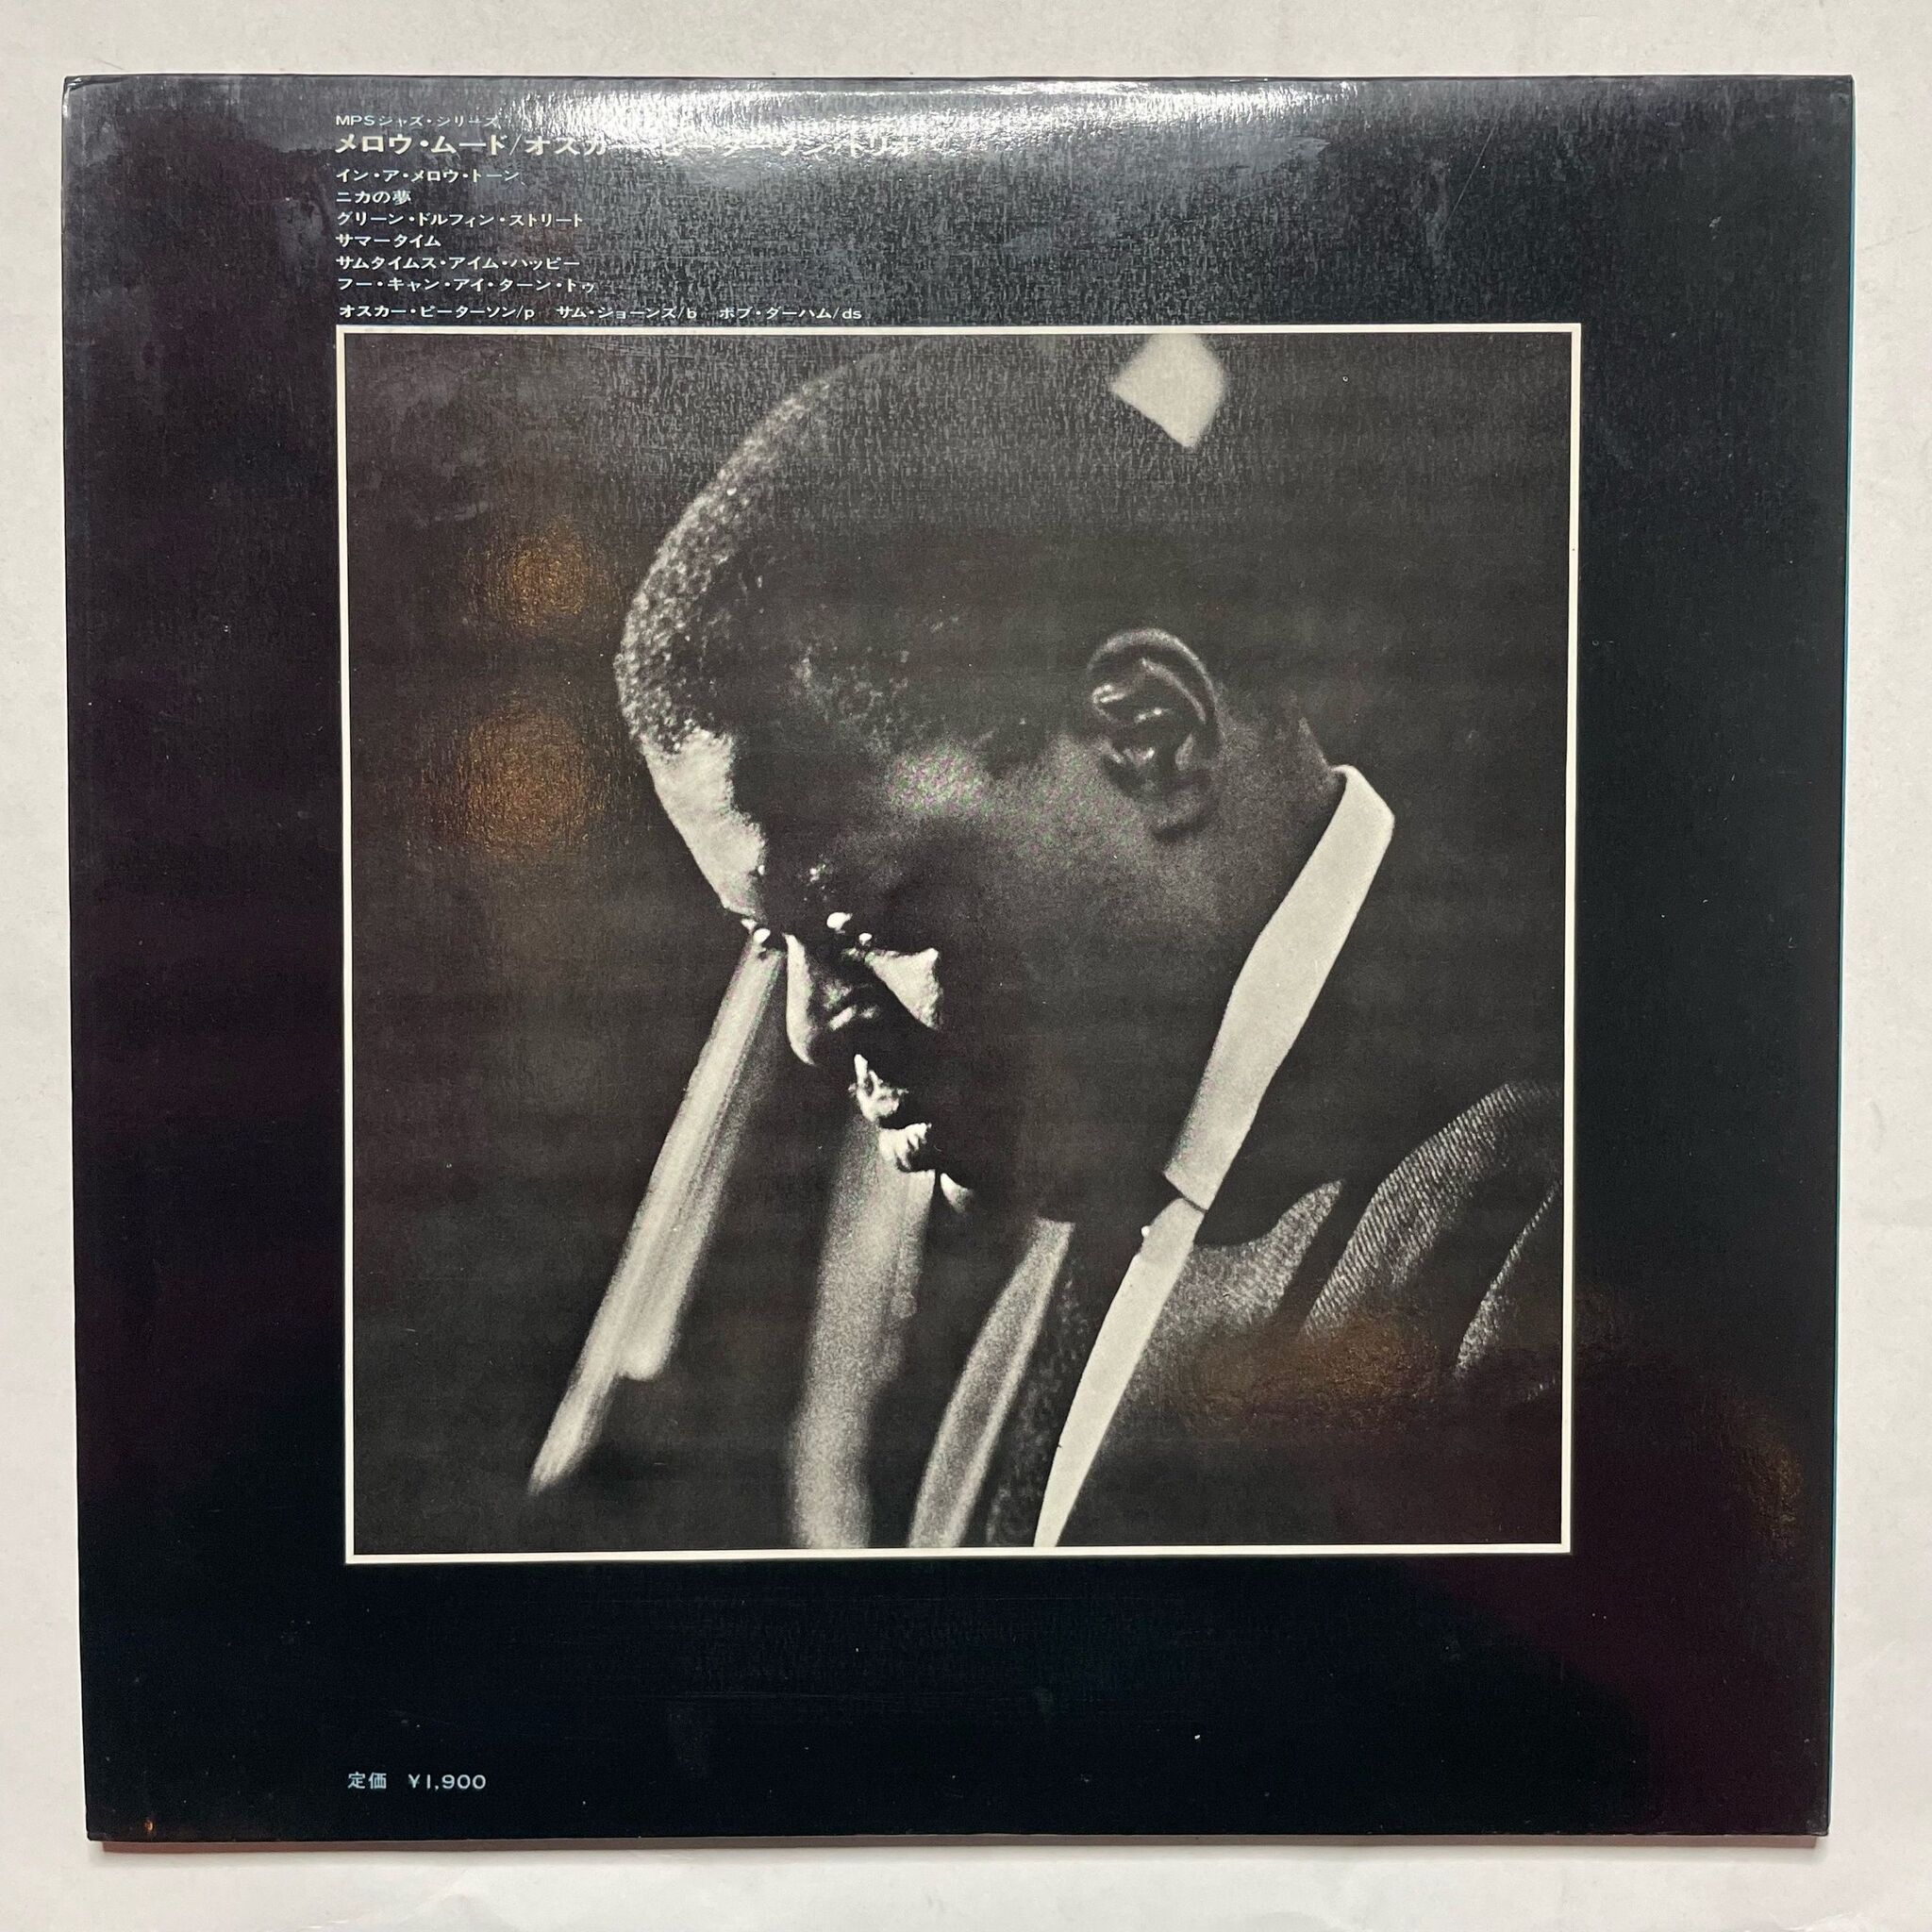 MPSジャズ・シリーズ
メロウ・ムード/オスカー・ピーターソン・トリオ
イン・ア・メロウ・トーン
ニカの夢
グリーン・ドルフィン・ストリート
サマータイム
サムタイムス・アイム・ハッピー
フー・キャン・アイ・ターン・トゥ
オスカー・ピーターソン/p サム・ジョーンズ/b ボブ・ダーハム/ds
定価 ¥1,900